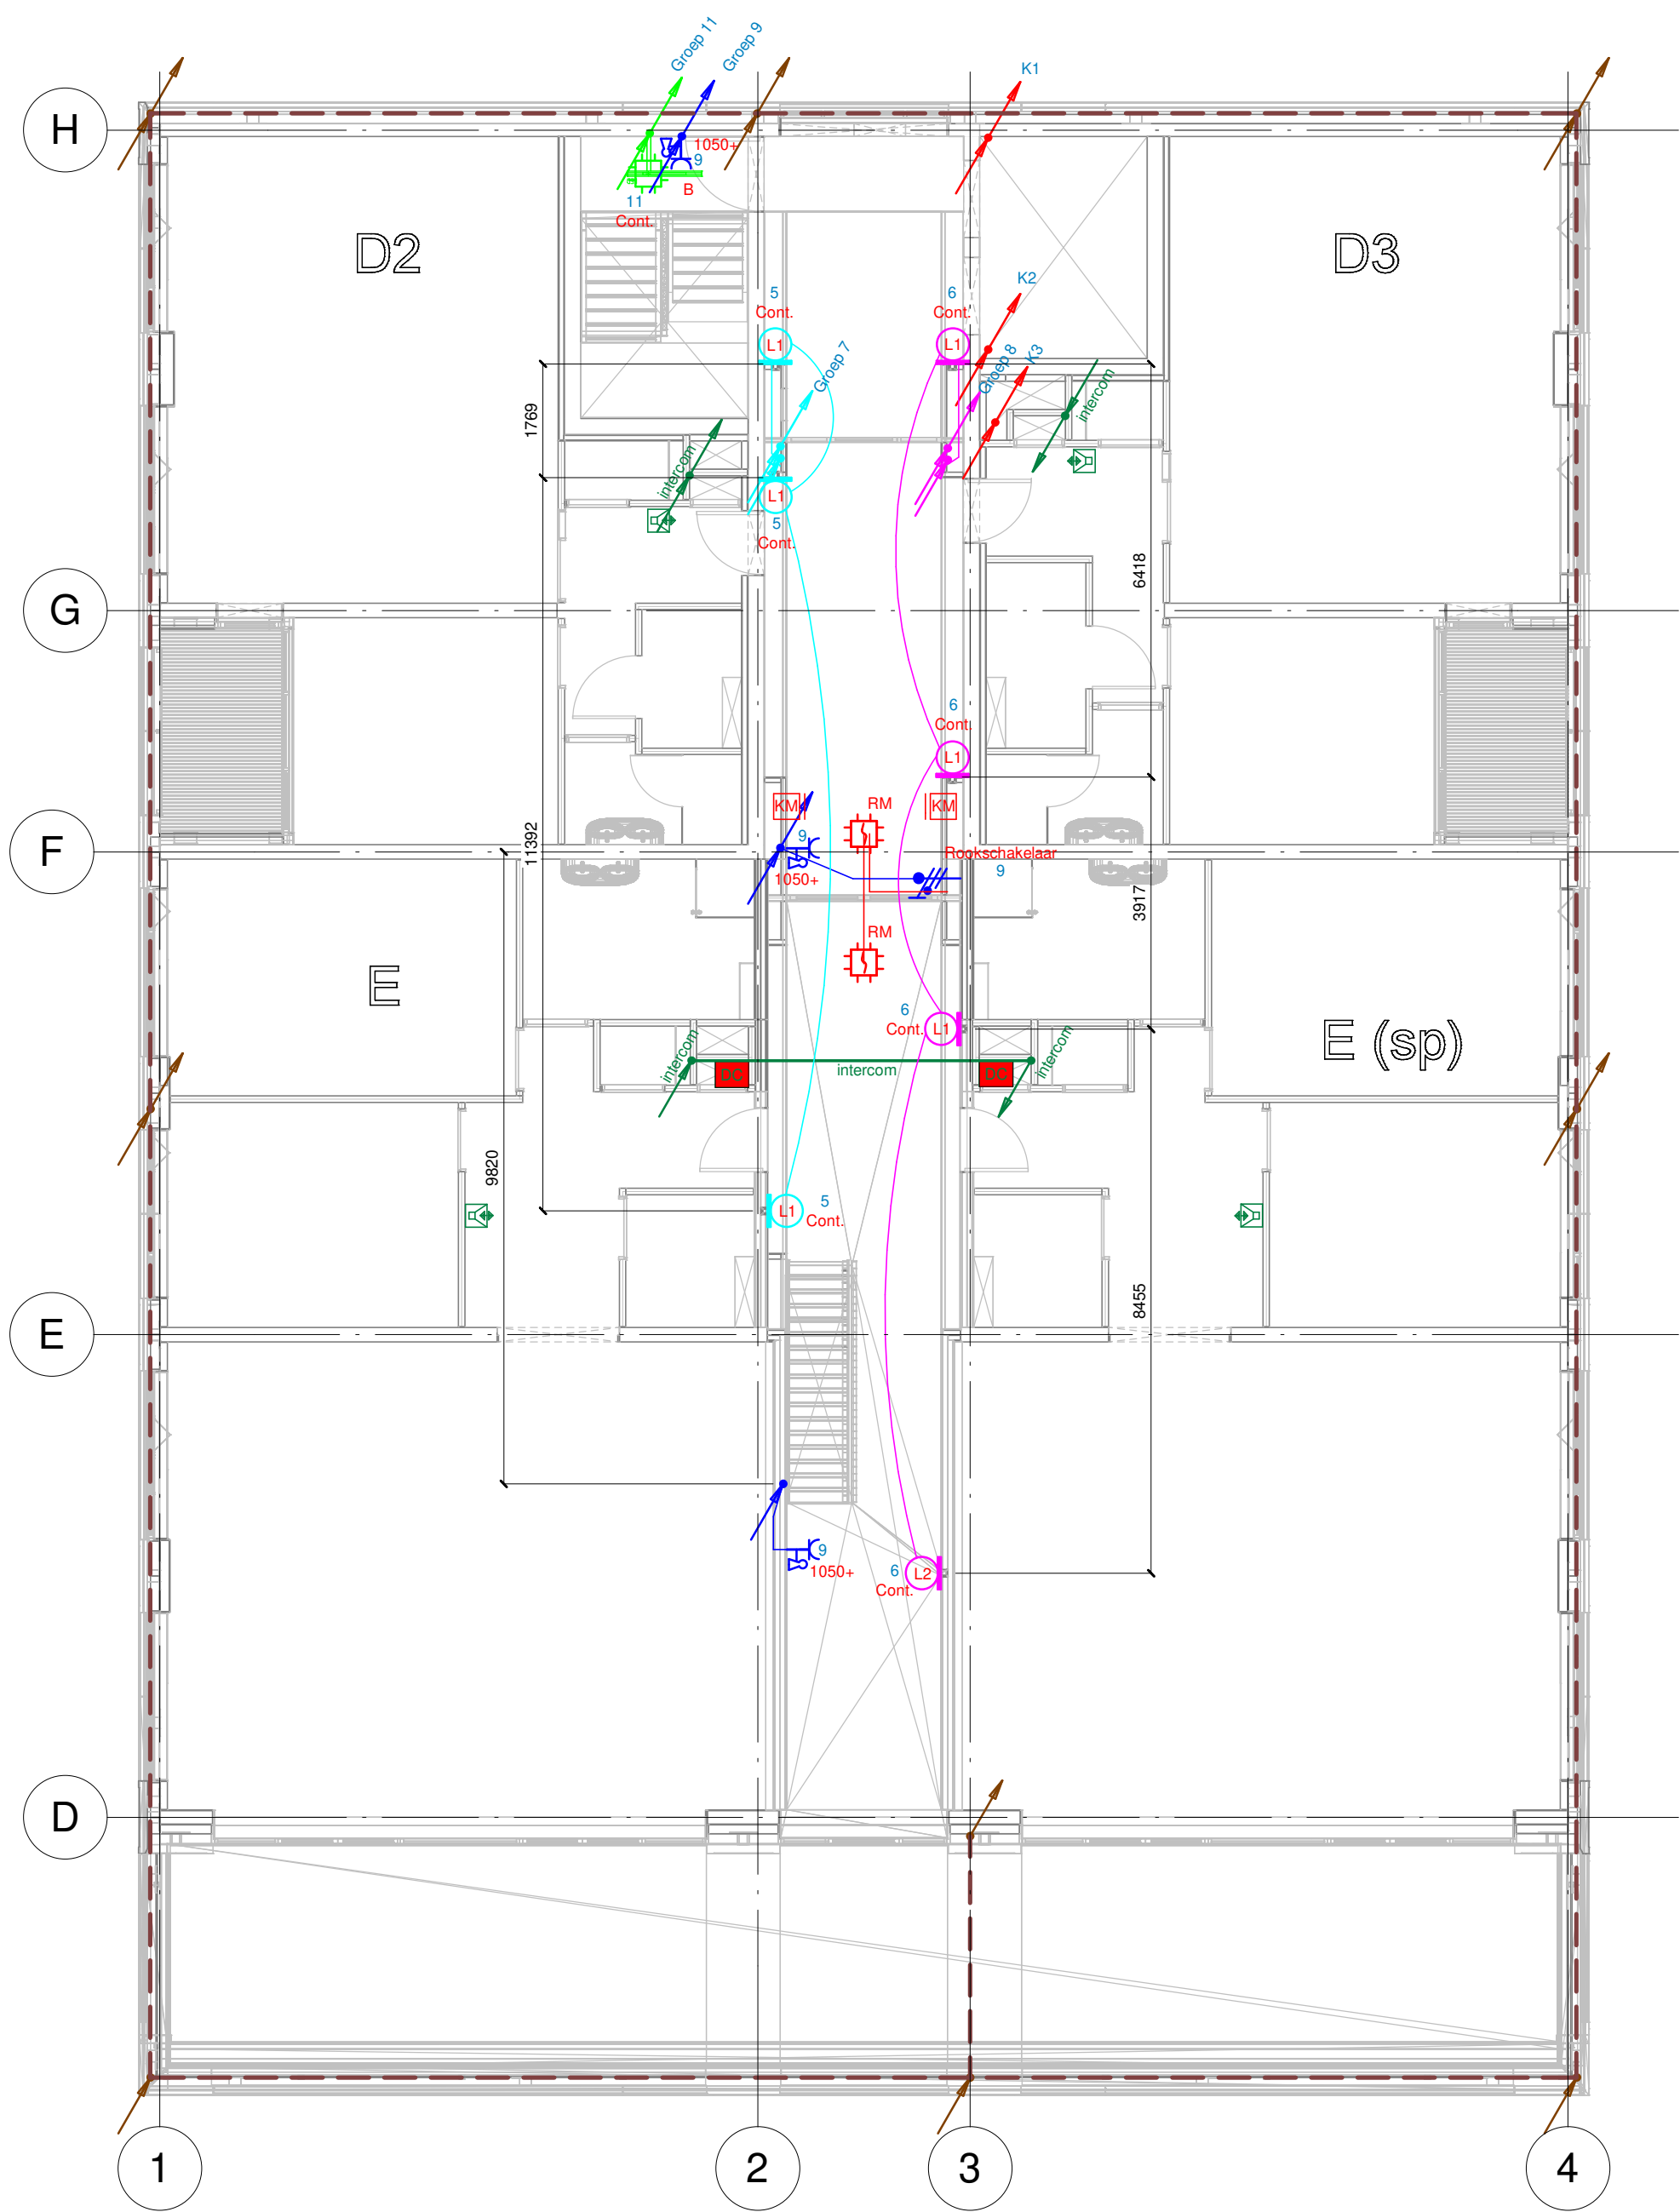 Groep 11
Groep 9
K1
H
1050+
9
B
11
Cont.
D2
D3
K2
5
Cont.
6
Cont.
L1
L1
Groep 7
Groep 8
K3
intercom
1769
intercom
L1
5
Cont.
6418
G
6
Cont.
L1
KM
RM
KM
11392
9
F
1050+
Rookschakelaar
9
3917
RM
E
6
Cont.
L1
E (sp)
intercom
DC
intercom
DC
intercom
9820
L1
5
Cont.
8455
E
9
1050+
6
Cont.
L2
D
1
2
3
4